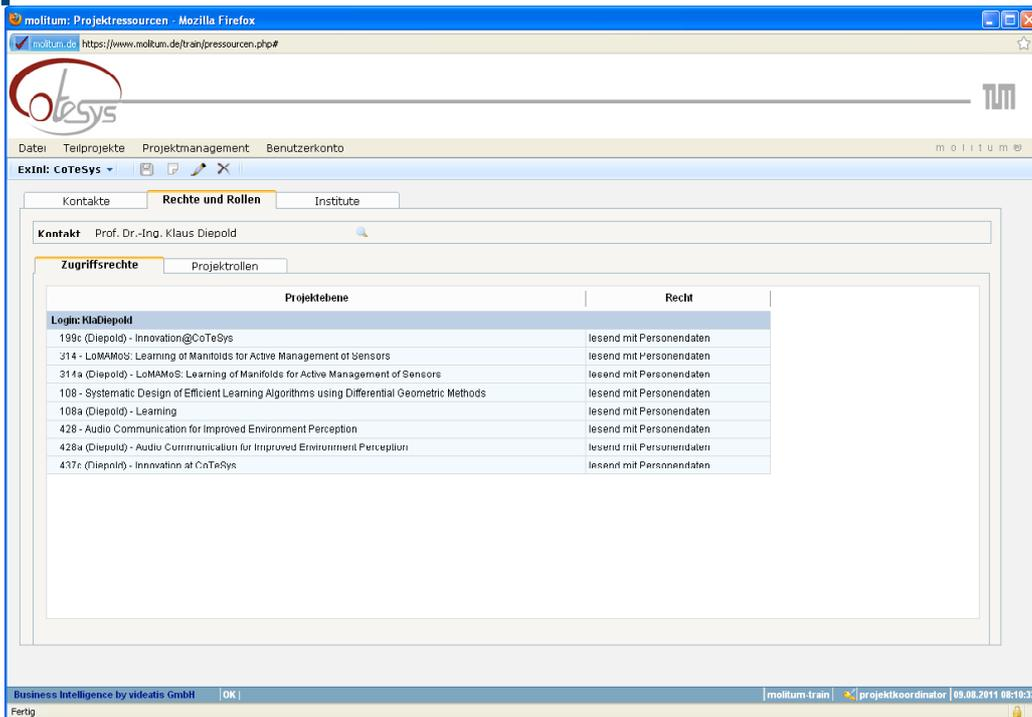 molitum: Projektressourcen - Mozilla Firefox
molitum.de https://www.molitum.de/train/pressourcen.php#
CoTeSys
TUM
Datei Teilprojekte Projektmanagement Benutzerkonto
molitum®
ExIni: CoTeSys
Kontakte Rechte und Rollen Institute
Kontakt Prof. Dr.-Ing. Klaus Diepold
Zugriffsrechte Projektrollen
Projektebene Recht
Login: KlaDiepold
199c (Diepold) - Innovation@CoTeSys lesend mit Personendaten
314 - LoMAMoS: Learning of Manifolds for Active Management of Sensors lesend mit Personendaten
314a (Diepold) - LoMAMoS: Learning of Manifolds for Active Management of Sensors lesend mit Personendaten
108 - Systematic Design of Efficient Learning Algorithms using Differential Geometric Methods lesend mit Personendaten
108a (Diepold) - Learning lesend mit Personendaten
428 - Audio Communication for Improved Environment Perception lesend mit Personendaten
428a (Diepold) - Audio Communication for Improved Environment Perception lesend mit Personendaten
437c (Diepold) - Innovation at CoTeSys lesend mit Personendaten
Business Intelligence by videatis GmbH |OK| |molitum-train| projektkoordinator |09.08.2011 08:10:3
Fertig